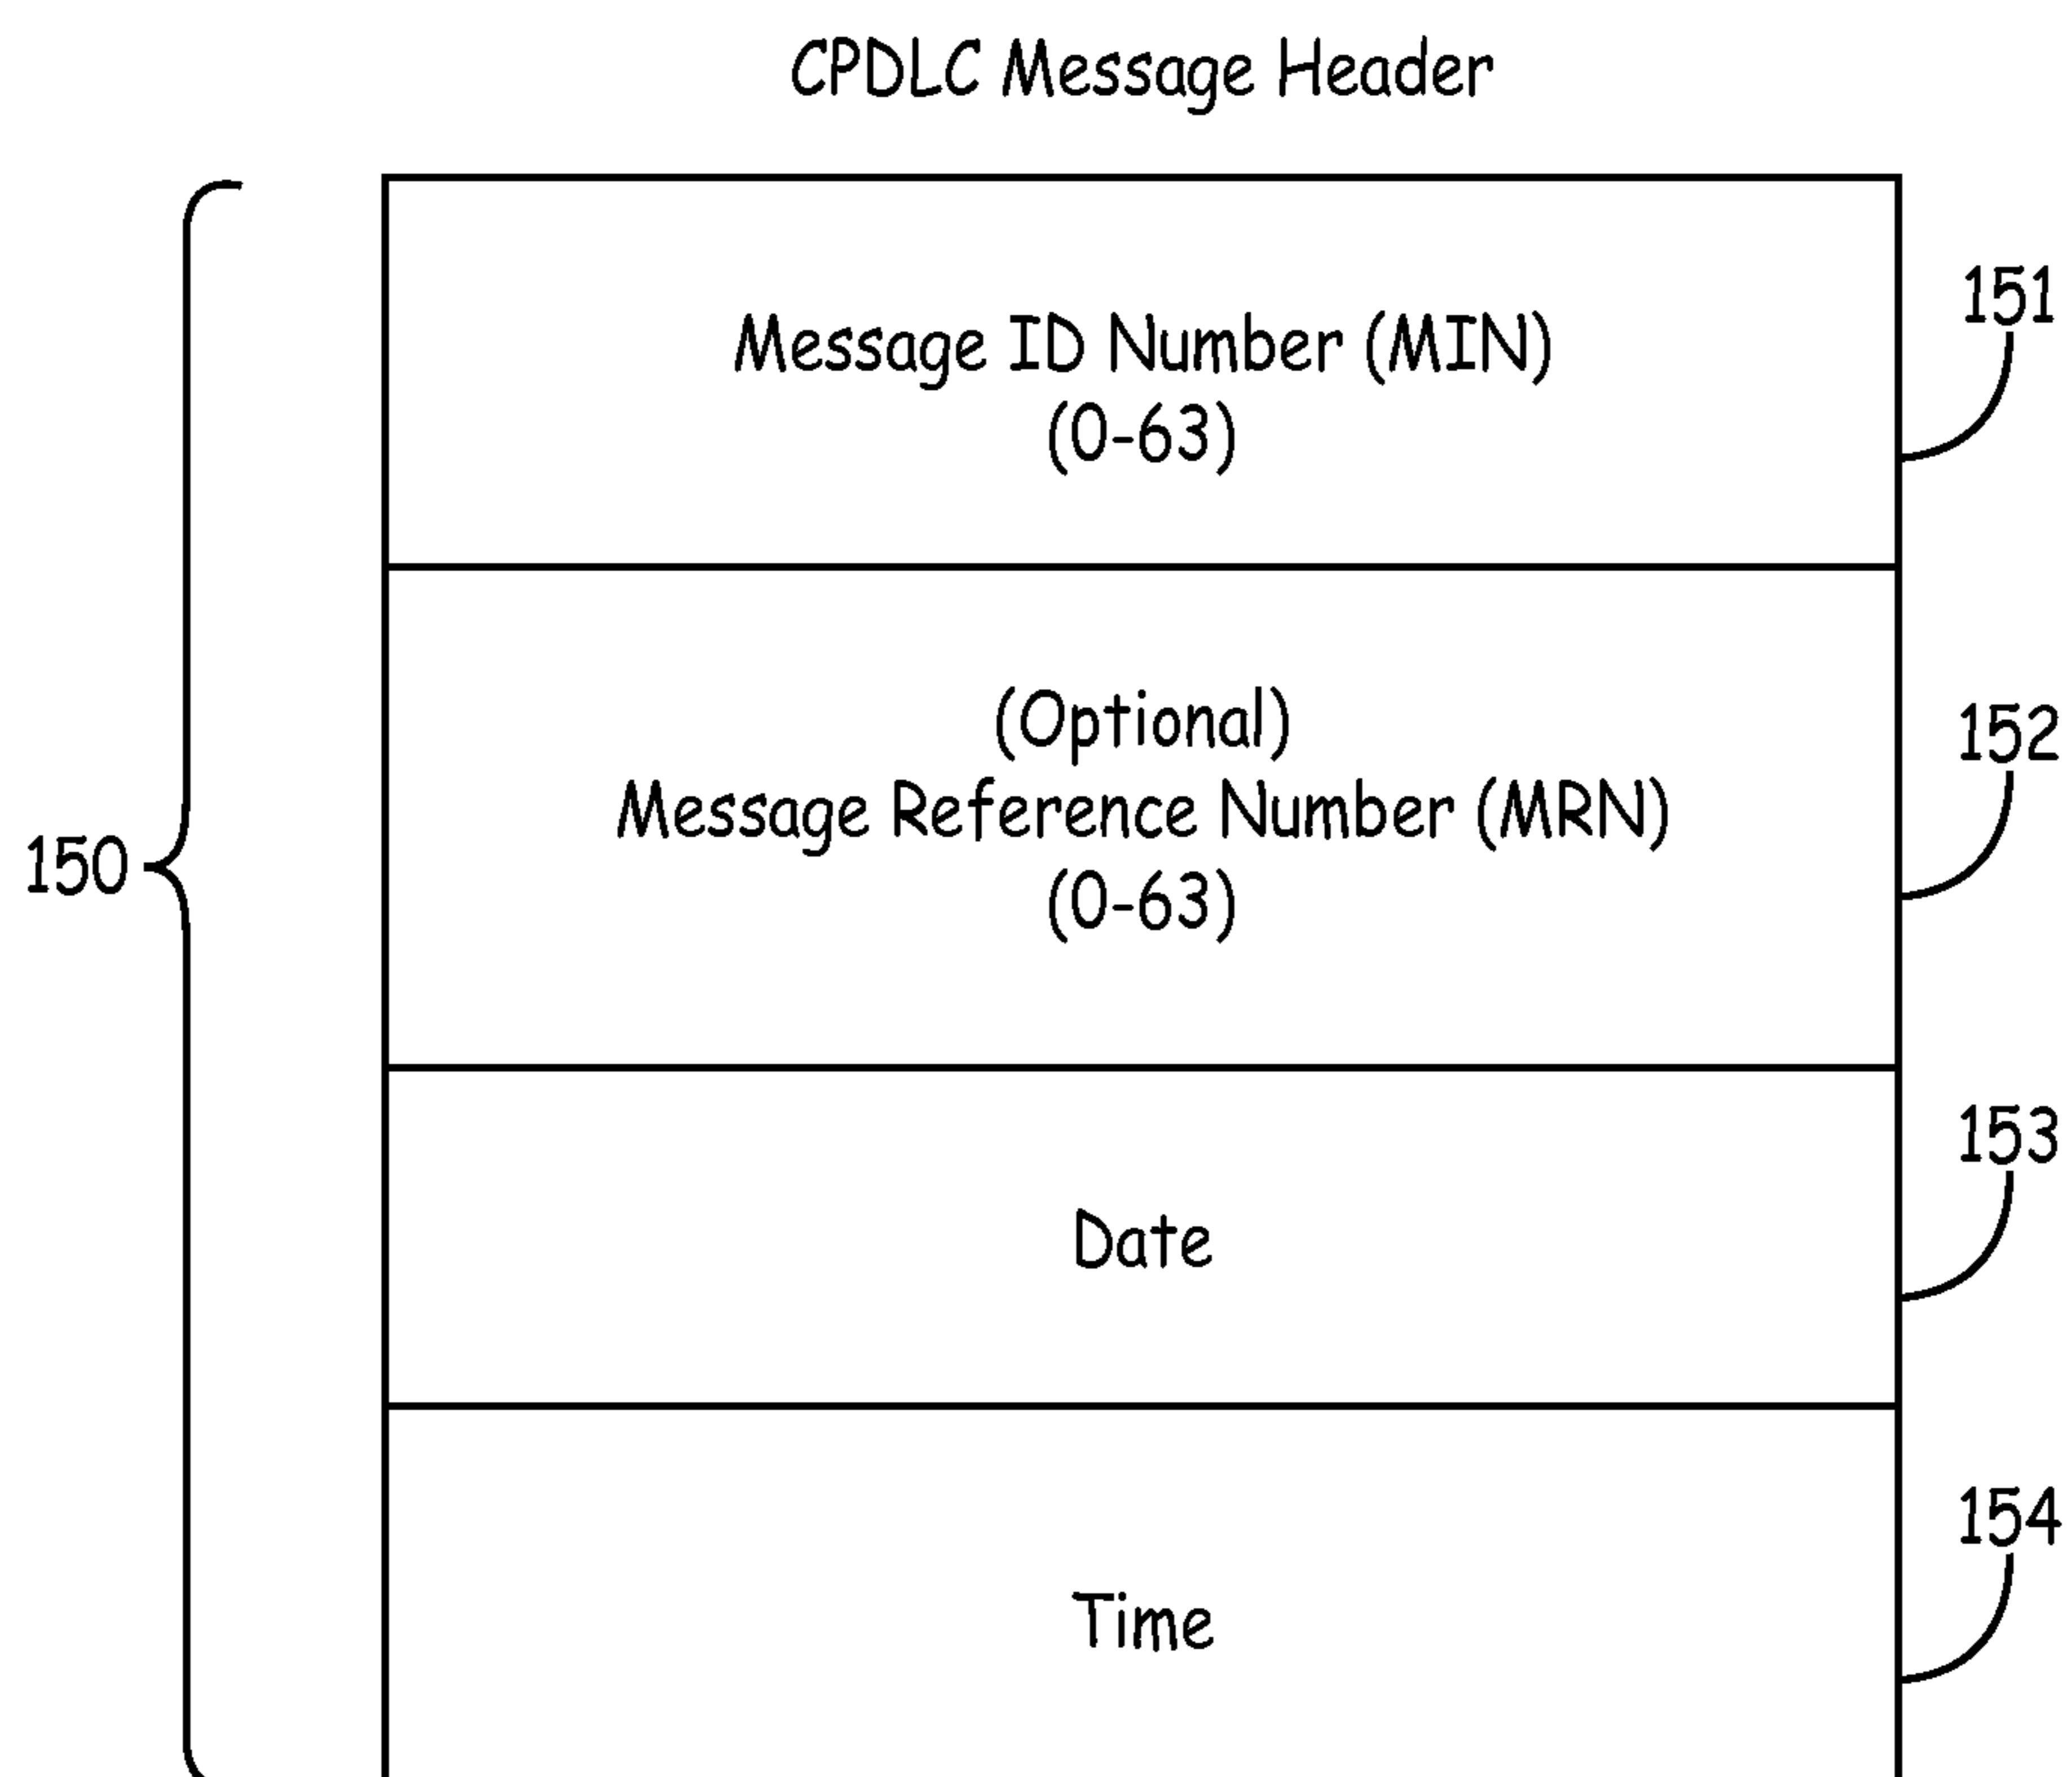 CPDLC Message Header
151
Message ID Number (MIN)
(0-63)
152
(Optional)
Message Reference Number (MRN)
(0-63)
150
153
Date
154
Time